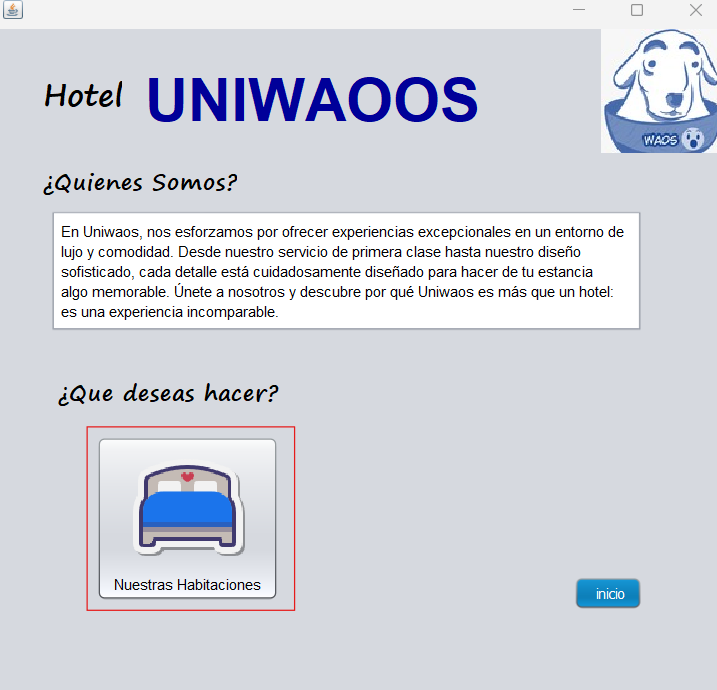 Hotel UNIWAOOS
WAOS
¿Quienes Somos?
En Uniwaos, nos esforzamos por ofrecer experiencias excepcionales en un entorno de
lujo y comodidad. Desde nuestro servicio de primera clase hasta nuestro diseño
sofisticado, cada detalle está cuidadosamente diseñado para hacer de tu estancia
algo memorable. Únete a nosotros y descubre por qué Uniwaos es más que un hotel:
es una experiencia incomparable.
¿Que deseas hacer?
Nuestras Habitaciones
inicio